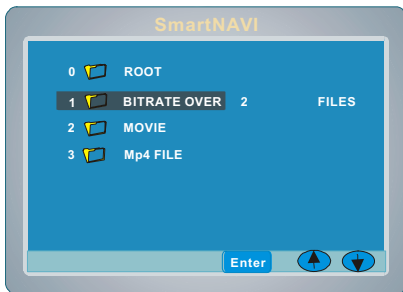 SmartNAVI
0 ROOT
1 BITRATE OVER 2 FILES
2 MOVIE
3 Mp4 FILE
Enter